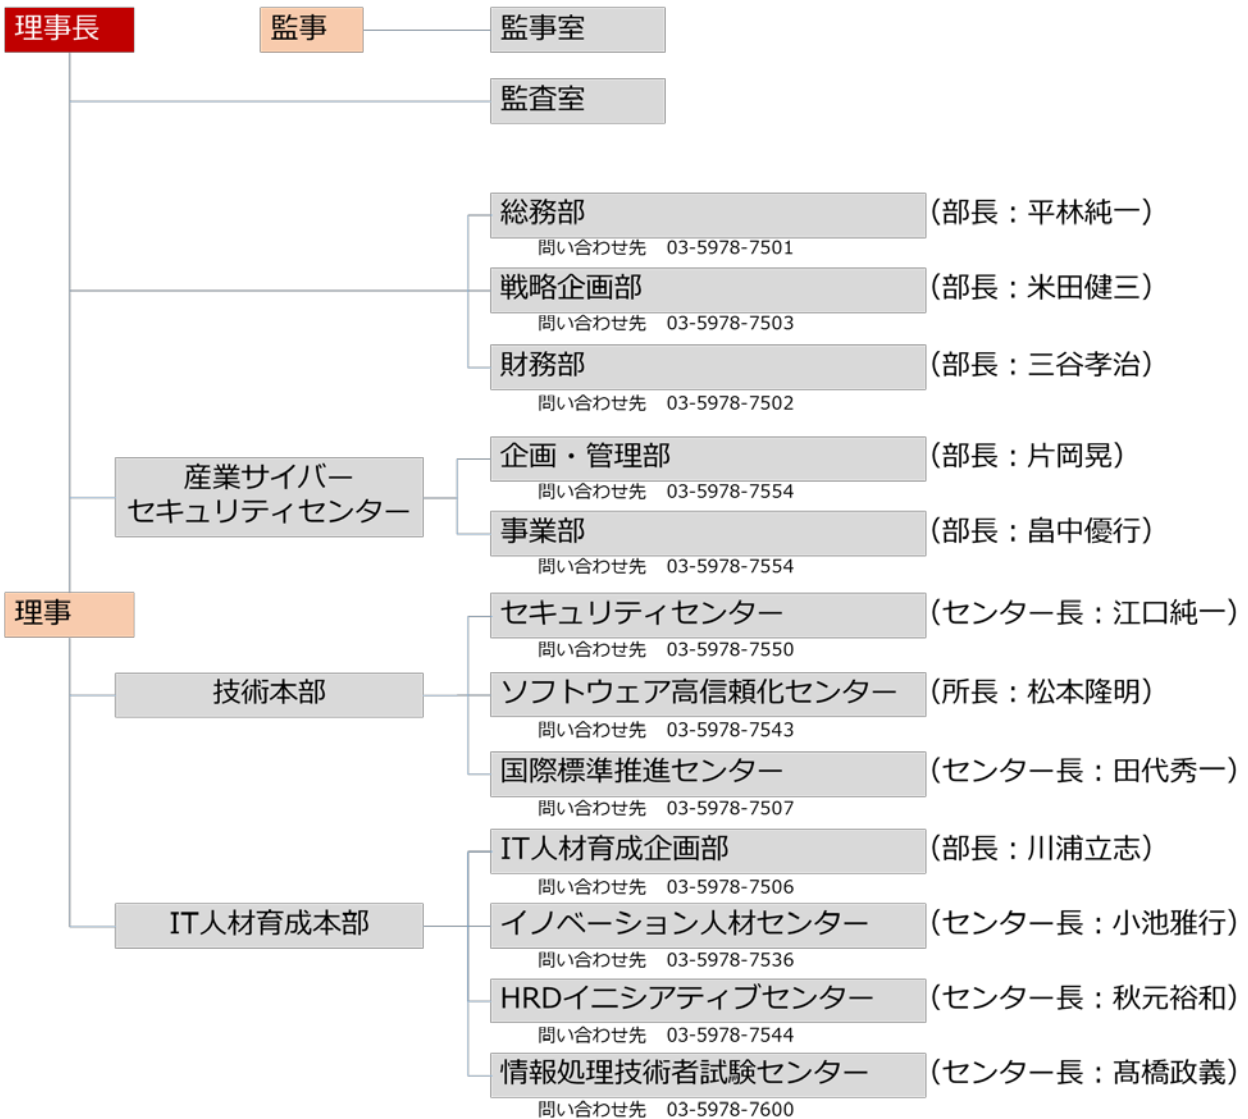 理事長
監事
監事室
監査室
総務部
(部長：平林純一)
問い合わせ先　03-5978-7501
戦略企画部
(部長：米田健三)
問い合わせ先　03-5978-7503
財務部
(部長：三谷孝治)
問い合わせ先　03-5978-7502
産業サイバー
セキュリティセンター
企画・管理部
(部長：片岡晃)
問い合わせ先　03-5978-7554
事業部
(部長：畠中優行)
問い合わせ先　03-5978-7554
理事
技術本部
セキュリティセンター
(センター長：江口純一)
問い合わせ先　03-5978-7550
ソフトウェア高信頼化センター
(所長：松本隆明)
問い合わせ先　03-5978-7543
国際標準推進センター
(センター長：田代秀一)
問い合わせ先　03-5978-7507
IT人材育成本部
IT人材育成企画部
(部長：川浦立志)
問い合わせ先　03-5978-7506
イノベーション人材センター
(センター長：小池雅行)
問い合わせ先　03-5978-7536
HRDイニシアティブセンター
(センター長：秋元裕和)
問い合わせ先　03-5978-7544
情報処理技術者試験センター
(センター長：髙橋政義)
問い合わせ先　03-5978-7600